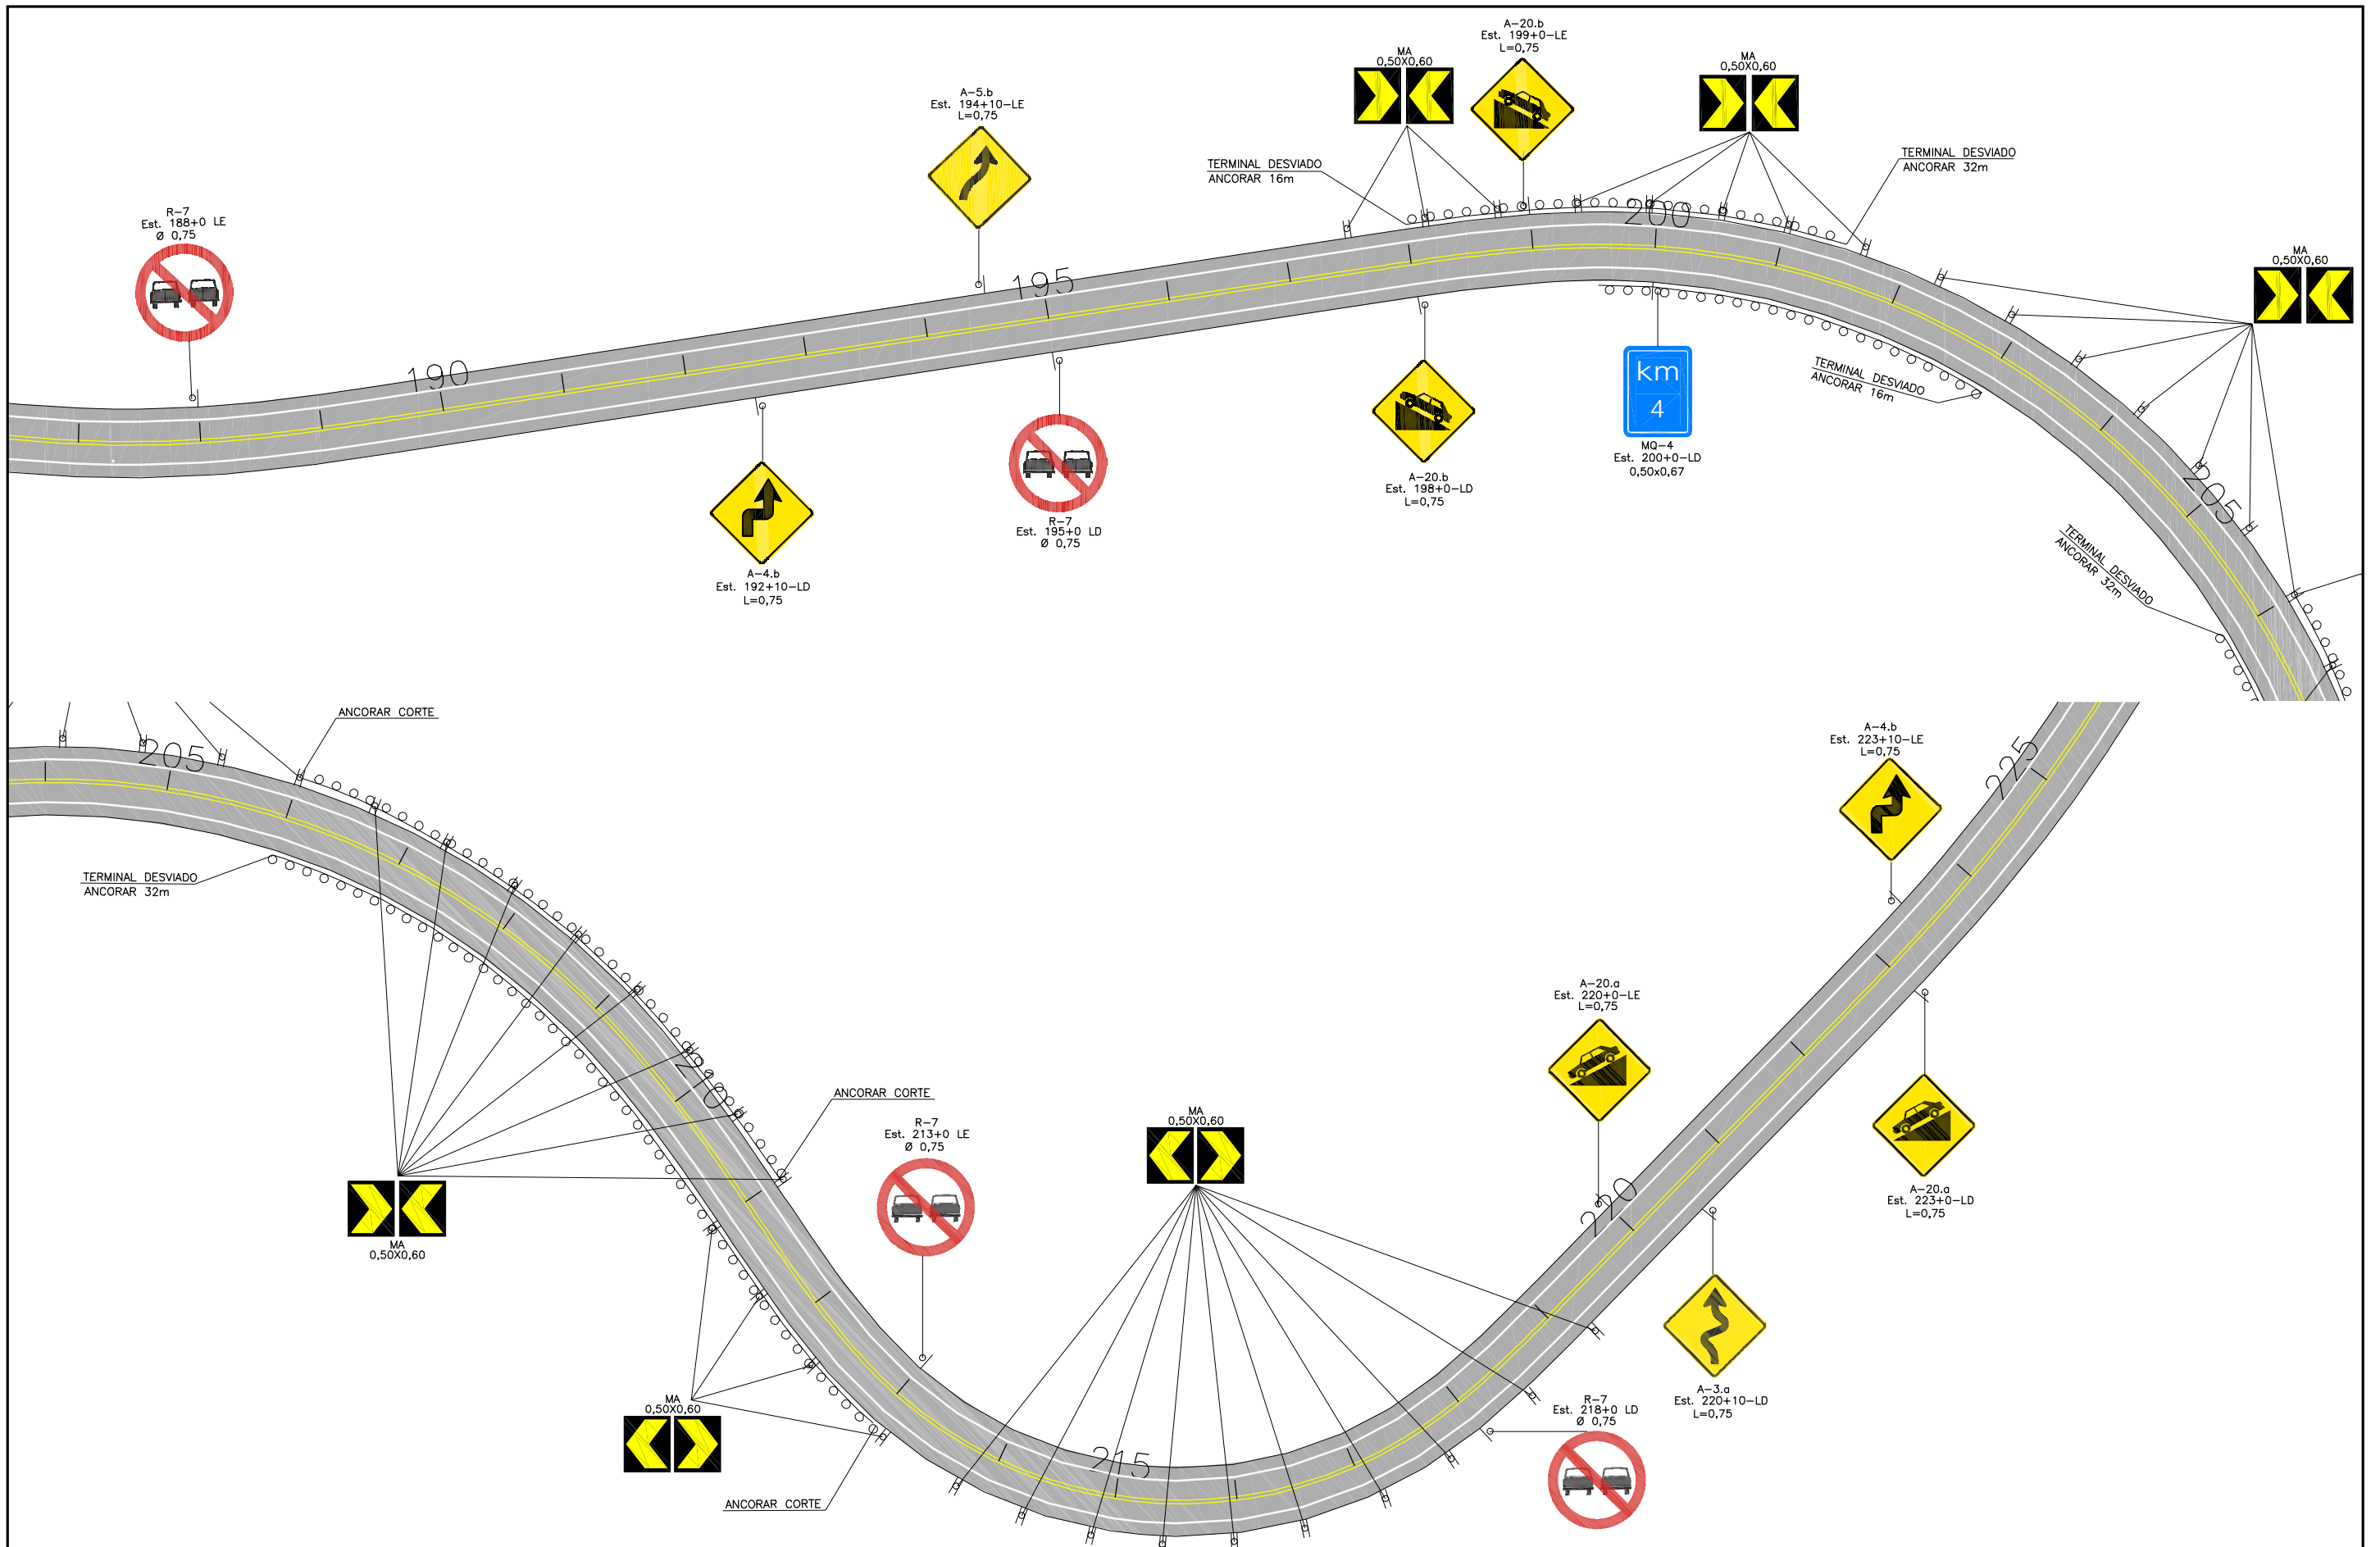 A-20.b
Est. 199+0-LE
L=0,75
MA
0,50X0,60
MA
0,50X0,60
A-5.b
Est. 194+10-LE
L=0,75
TERMINAL DESVIADO
ANCORAR 16m
TERMINAL DESVIADO
ANCORAR 32m
R-7
Est. 188+0 LE
Ø 0,75
200
MA
0,50X0,60
195
190
km
4
MQ-4
Est. 200+0-LD
0,50x0,67
TERMINAL DESVIADO
ANCORAR 16m
A-20.b
Est. 198+0-LD
L=0,75
R-7
Est. 195+0 LD
Ø 0,75
205
A-4.b
Est. 192+10-LD
L=0,75
TERMINAL DESVIADO
ANCORAR 32m
ANCORAR CORTE
205
TERMINAL DESVIADO
ANCORAR 32m
A-4.b
Est. 223+10-LE
L=0,75
225
A-20.a
Est. 220+0-LE
L=0,75
210
ANCORAR CORTE
R-7
Est. 213+0 LE
Ø 0,75
MA
0,50X0,60
A-20.a
Est. 223+0-LD
L=0,75
220
MA
0,50X0,60
MA
0,50X0,60
A-3.a
Est. 220+10-LD
L=0,75
R-7
Est. 218+0 LD
Ø 0,75
215
ANCORAR CORTE